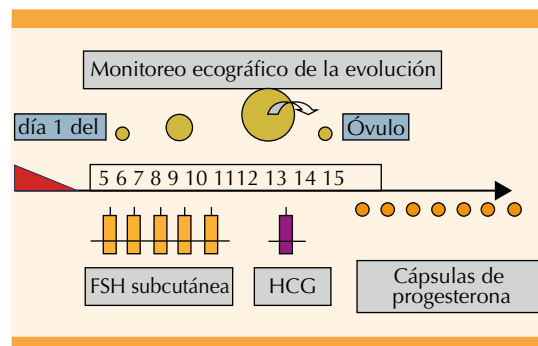 Monitoreo ecográfico de la evolución
día 1 del
Óvulo
5 6 7 8 9 10 1112 13 14 15
FSH subcutánea
HCG
Cápsulas de
progesterona